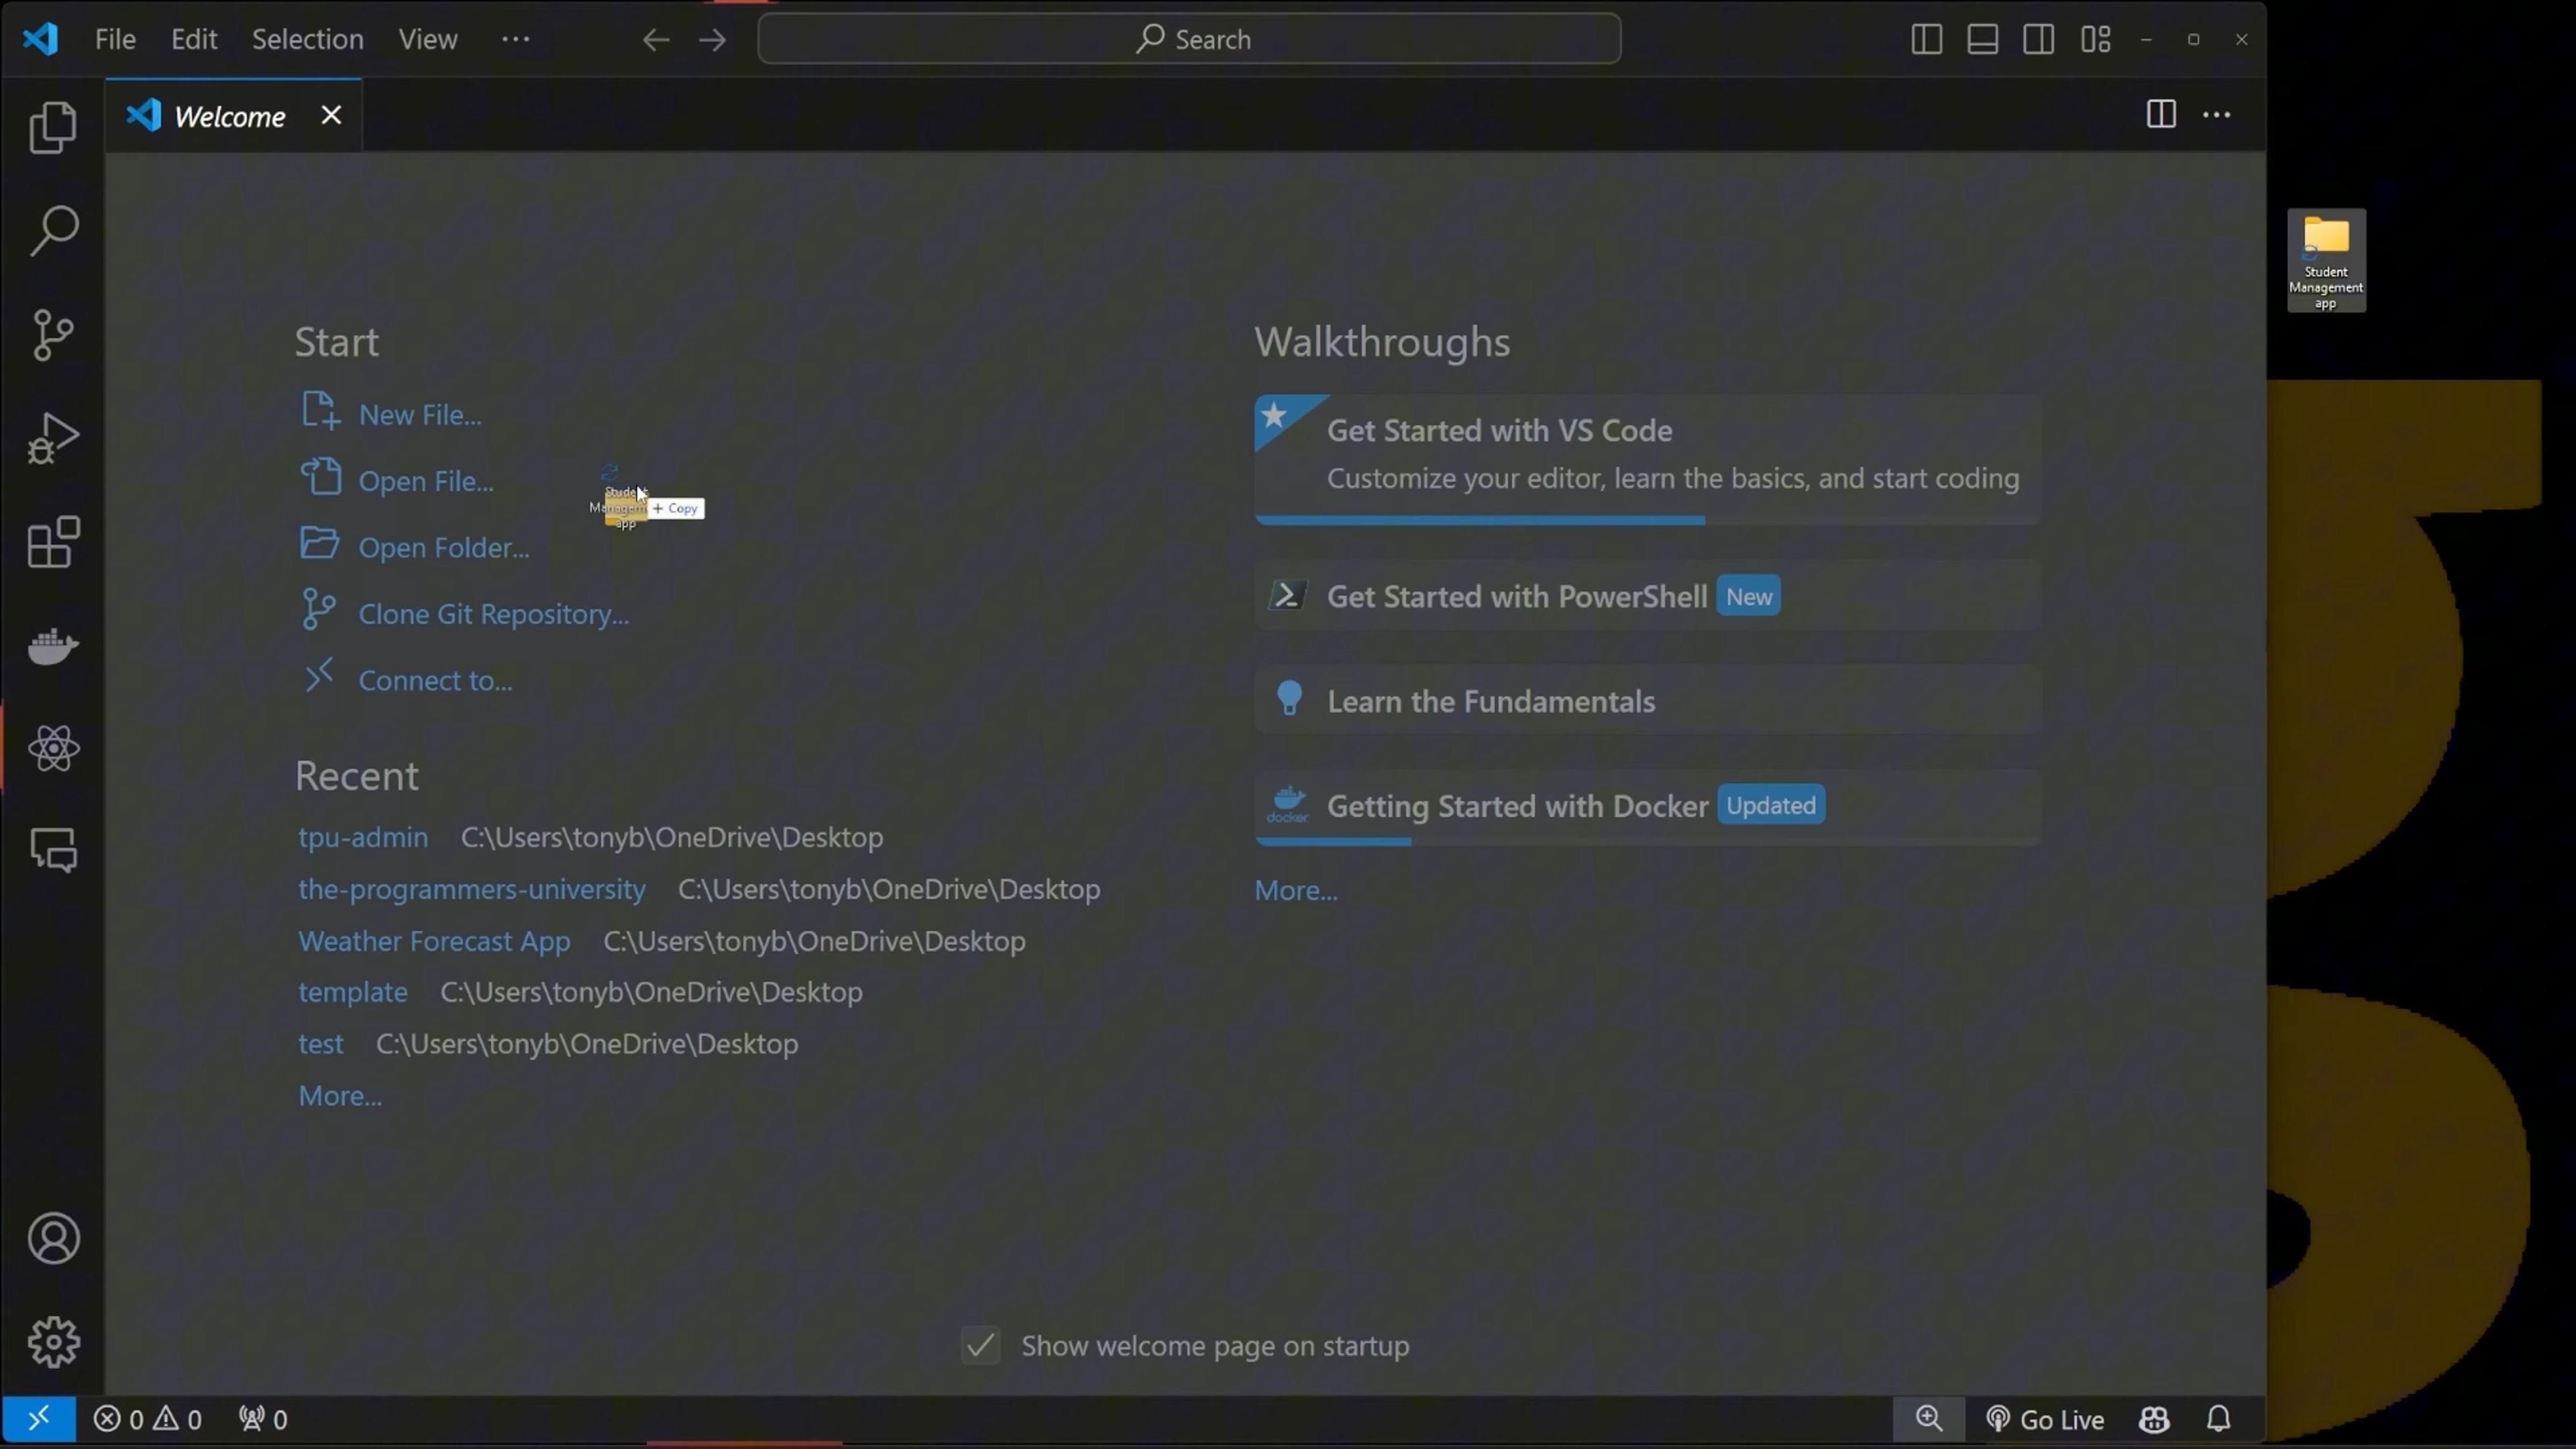 File Edit Selection View ···
Search
Welcome
Student
Management
app
Start
New File...
Open File...
Open Folder...
Clone Git Repository...
Connect to...
Student
Managem
app
+ Copy
Recent
tpu-admin C:\Users\tonyb\OneDrive\Desktop
the-programmers-university C:\Users\tonyb\OneDrive\Desktop
Weather Forecast App C:\Users\tonyb\OneDrive\Desktop
template C:\Users\tonyb\OneDrive\Desktop
test C:\Users\tonyb\OneDrive\Desktop
More...
Walkthroughs
Get Started with VS Code
Customize your editor, learn the basics, and start coding
Get Started with PowerShell New
Learn the Fundamentals
docker
Getting Started with Docker Updated
More...
Show welcome page on startup
0 0 0
Go Live